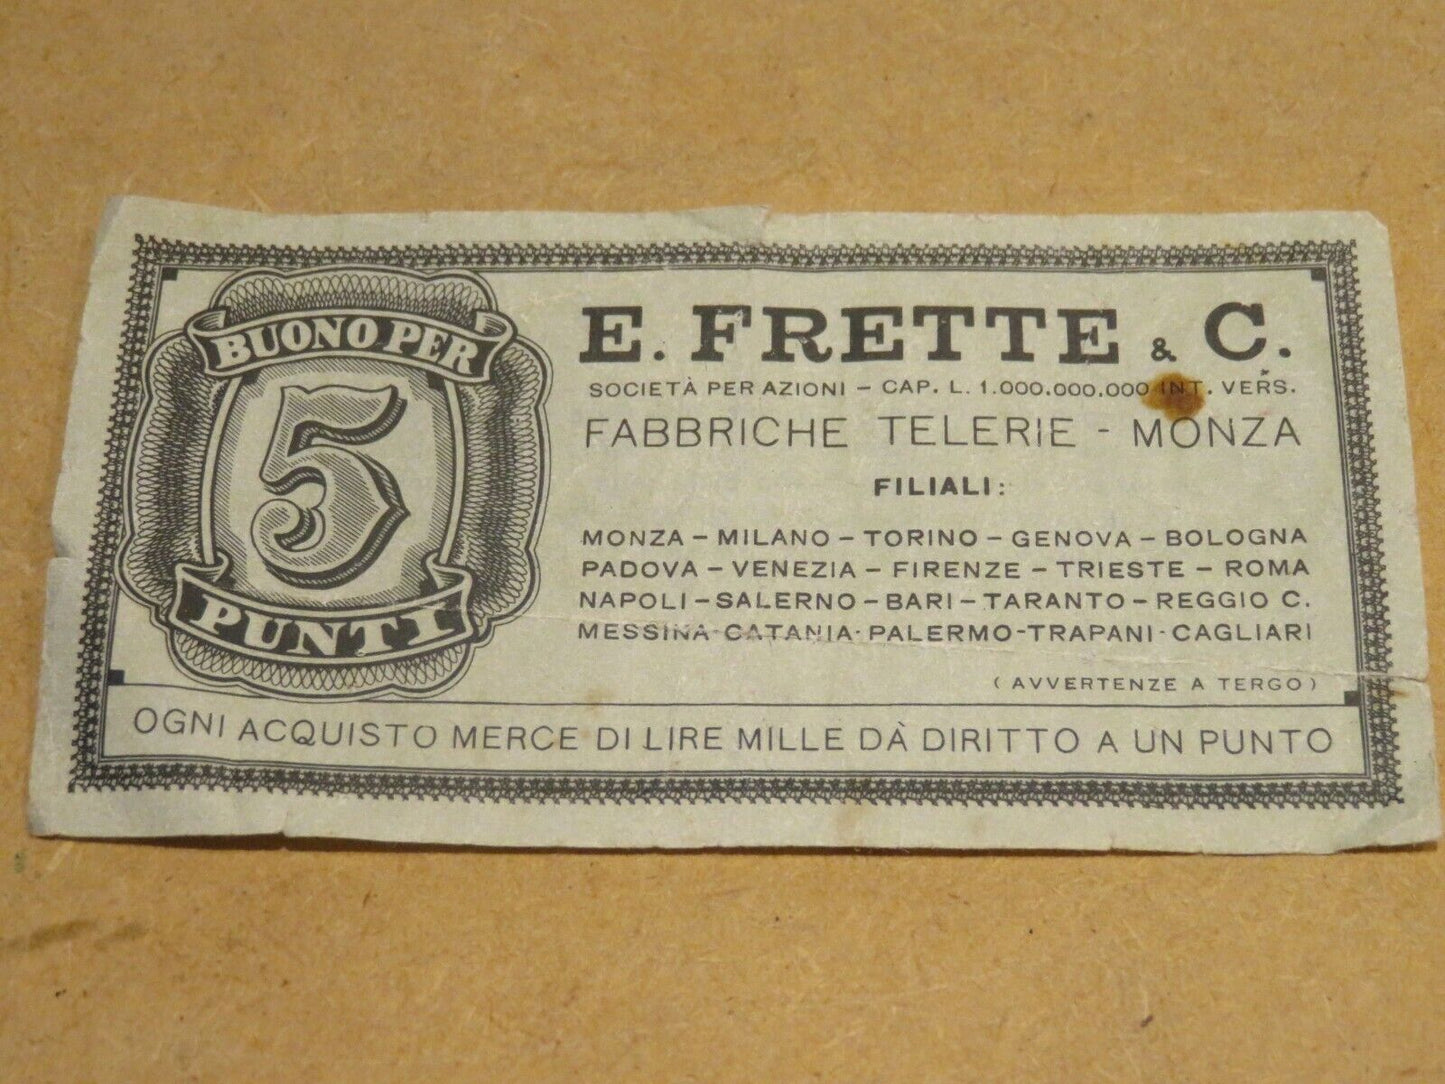 BUONO PER
5
PUNTI
E. FRETTE & C.
SOCIETÀ PER AZIONI – CAP. L. 1.000.000.000 INT. VERS.
FABBRICHE TELERIE - MONZA
FILIALI:
MONZA – MILANO – TORINO – GENOVA – BOLOGNA
PADOVA – VENEZIA – FIRENZE – TRIESTE – ROMA
NAPOLI – SALERNO – BARI – TARANTO – REGGIO C.
MESSINA - CATANIA - PALERMO - TRAPANI - CAGLIARI
( AVVERTENZE A TERGO )
OGNI ACQUISTO MERCE DI LIRE MILLE DÀ DIRITTO A UN PUNTO